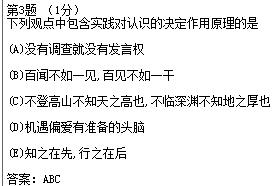 第3题 （1分）
下列观点中包含实践对认识的决定作用原理的是
(A)没有调查就没有发言权
(B)百闻不如一见,百见不如一干
(C)不登高山不知天之高也,不临深渊不知地之厚也
(D)机遇偏爱有准备的头脑
(E)知之在先,行之在后
答案：ABC